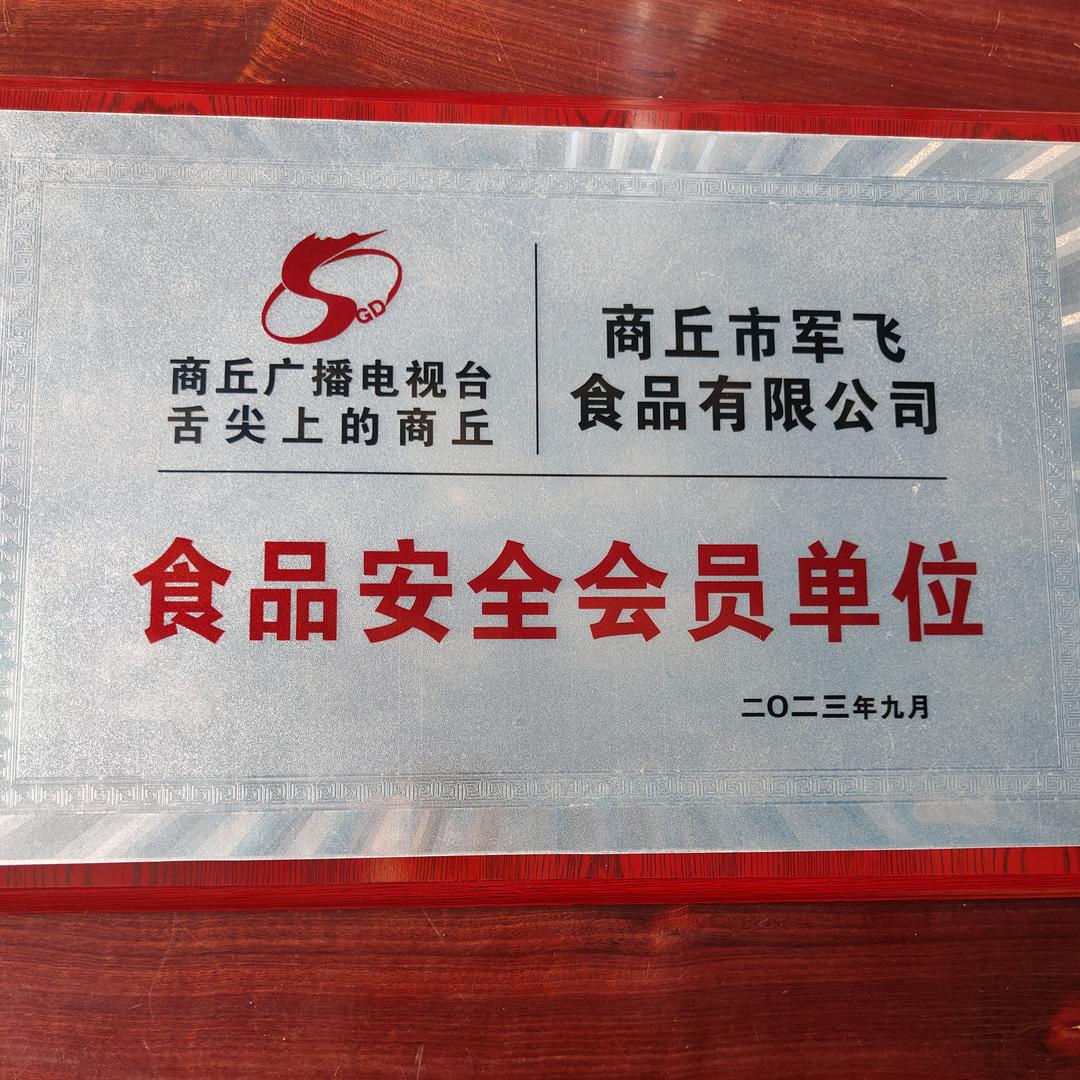 GD
商丘广播电视台
舌尖上的商丘
商丘市军飞
食品有限公司
食品安全会员单位
二〇二三年九月